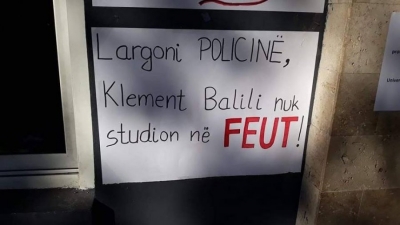 Largoni POLICINË,
Klement Balili nuk
studion në FEUT!